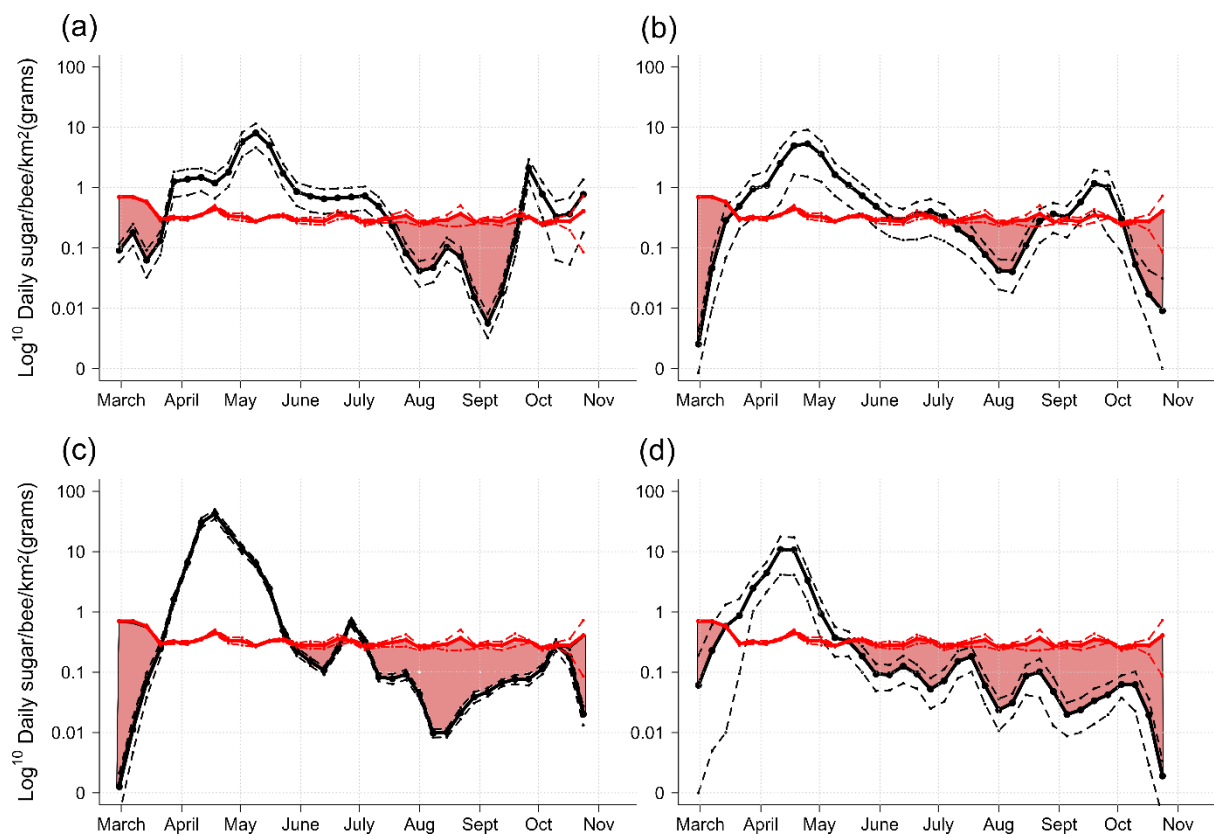 (a)
Log¹⁰ Daily sugar/bee/km²(grams)
100
10
1
0.1
0.01
0
March April May June July Aug Sept Oct Nov
(b)
100
10
1
0.1
0.01
0
March April May June July Aug Sept Oct Nov
(c)
Log¹⁰ Daily sugar/bee/km²(grams)
100
10
1
0.1
0.01
0
March April May June July Aug Sept Oct Nov
(d)
100
10
1
0.1
0.01
0
March April May June July Aug Sept Oct Nov